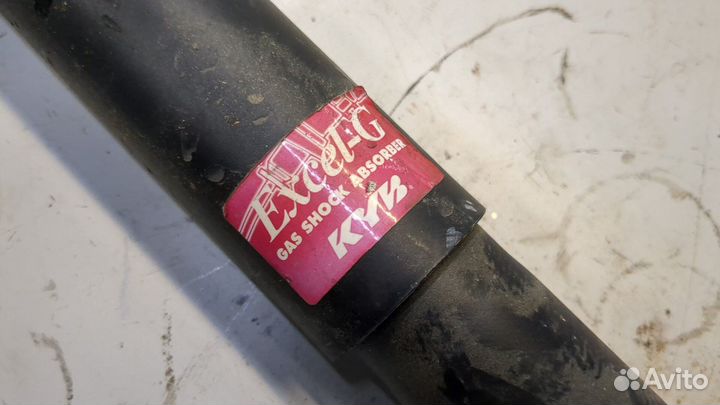 Excel-G
GAS SHOCK ABSORBER
KYB
Avito